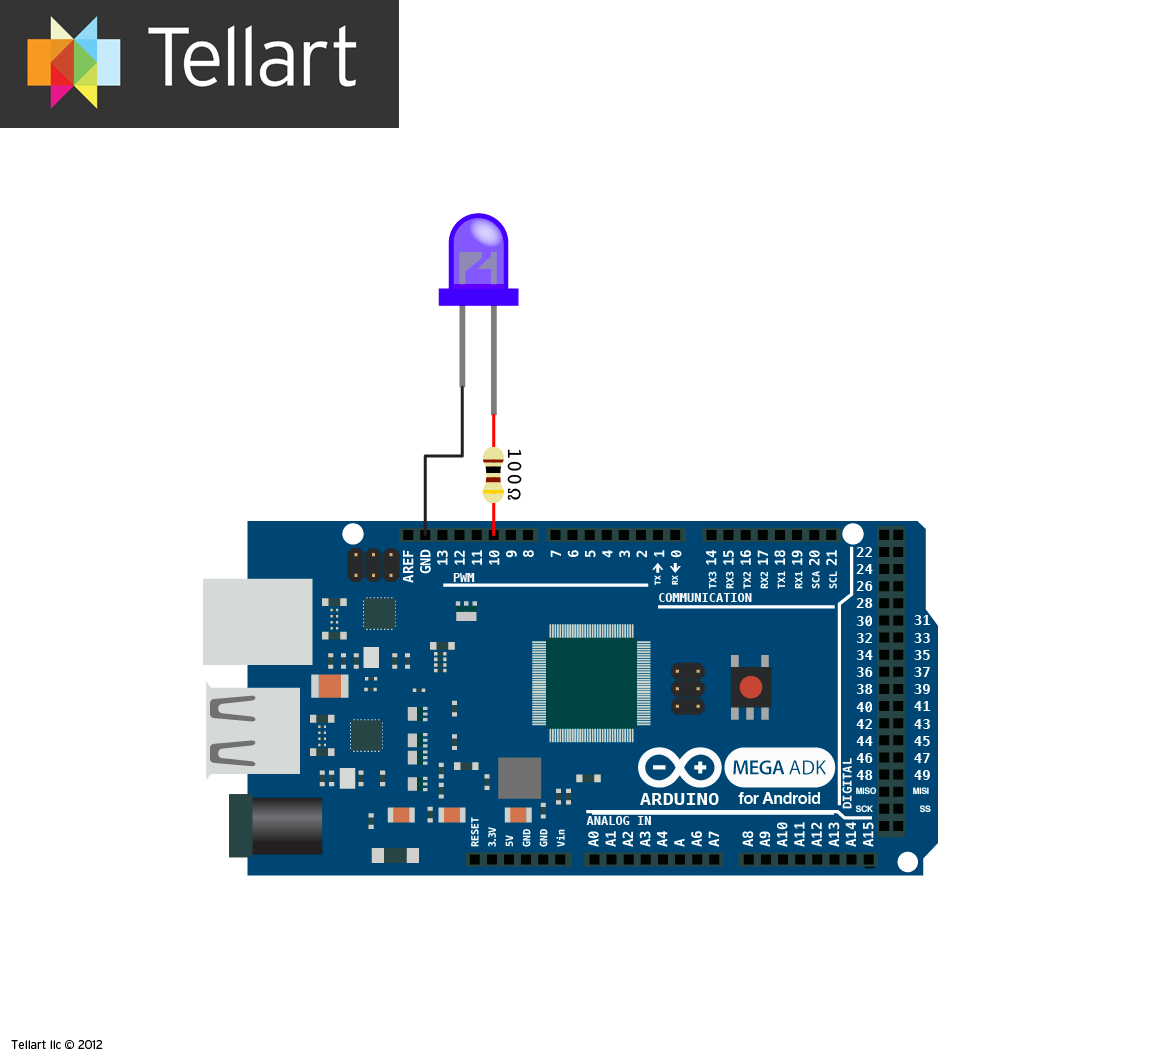 Tellart
100Ω
AREF
GND
13
12
11
10
9
8
7
6
5
4
3
2
TX 1
RX 0
TX3 14
RX3 15
TX2 16
RX2 17
TX1 18
RX1 19
SCA 20
SCL 21
PWM
COMMUNICATION
22
24
26
28
30 31
32 33
34 35
36 37
38 39
40 41
42 43
44 45
46 47
48 49
MISO MISI
SCK SS
DIGITAL
MEGA ADK
ARDUINO for Android
ANALOG IN
RESET
3.3V
5V
GND
GND
Vin
A0
A1
A2
A3
A4
A
A6
A7
A8
A9
A10
A11
A12
A13
A14
A15
Tellart llc © 2012